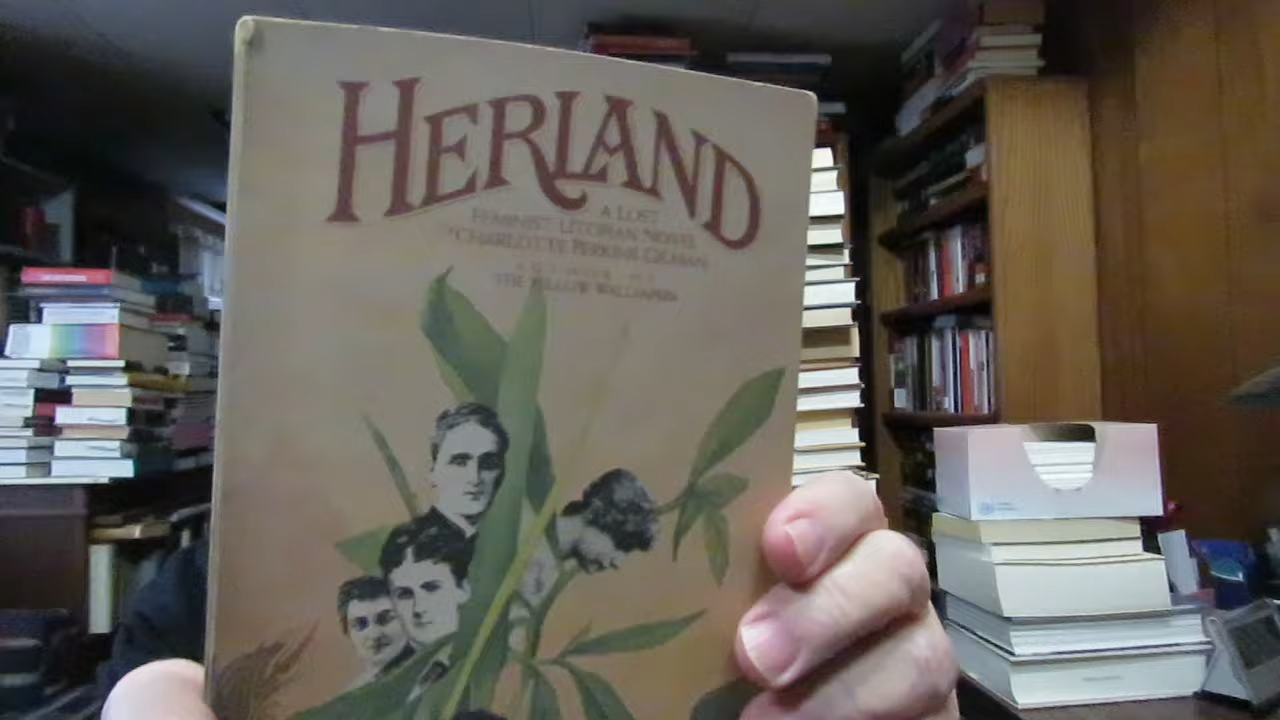 HERLAND
A LOST
FEMINIST UTOPIAN NOVEL
CHARLOTTE PERKINS GILMAN
THE YELLOW WALLPAPER